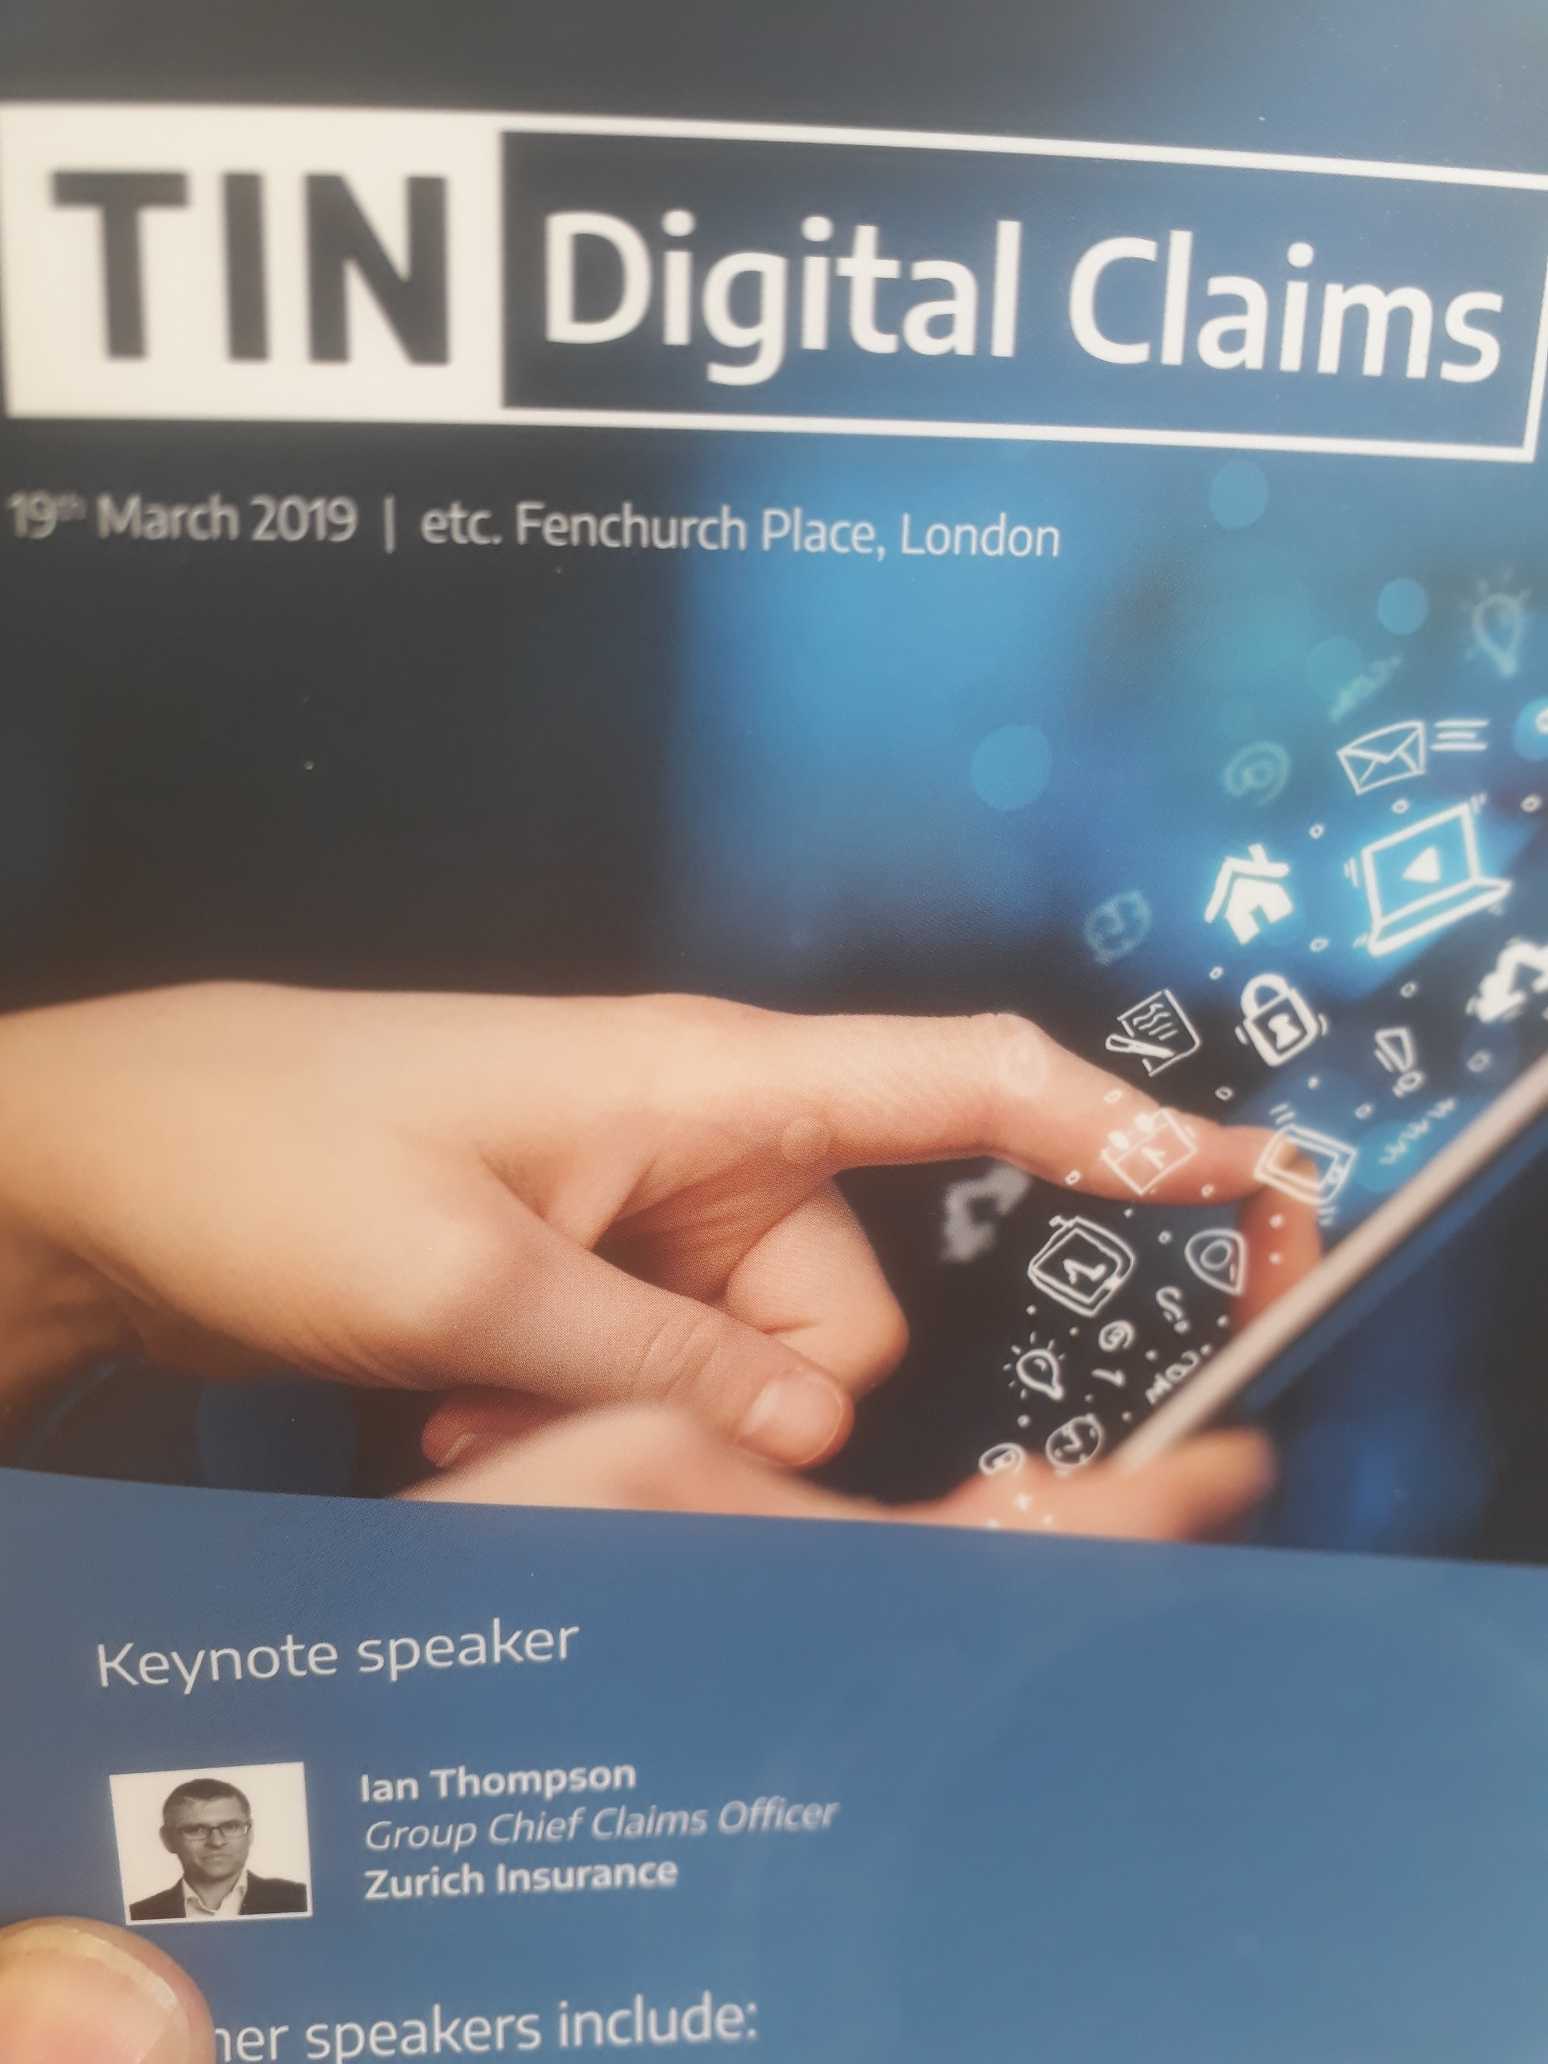 TIN Digital Claims
19th March 2019 | etc. Fenchurch Place, London
www
Keynote speaker
Ian Thompson
Group Chief Claims Officer
Zurich Insurance
speakers include: